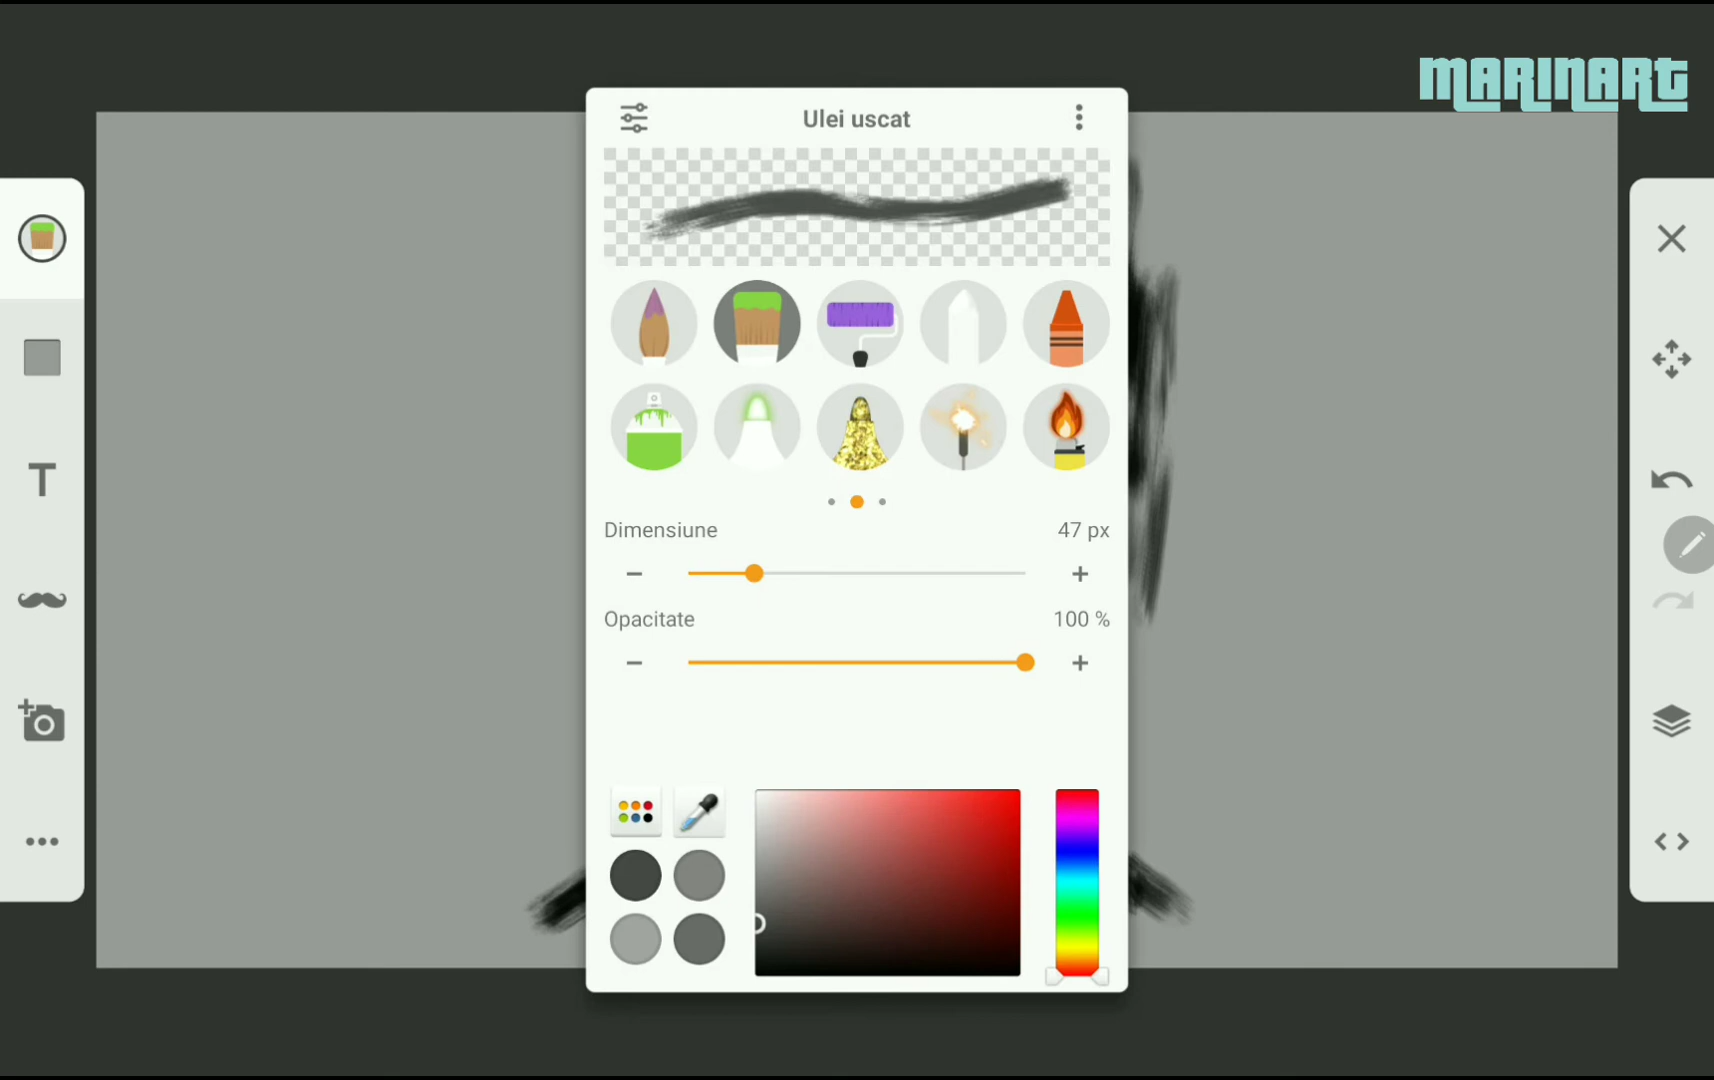 MARINART
Ulei uscat
T
Dimensiune
47 px
Opacitate
100 %